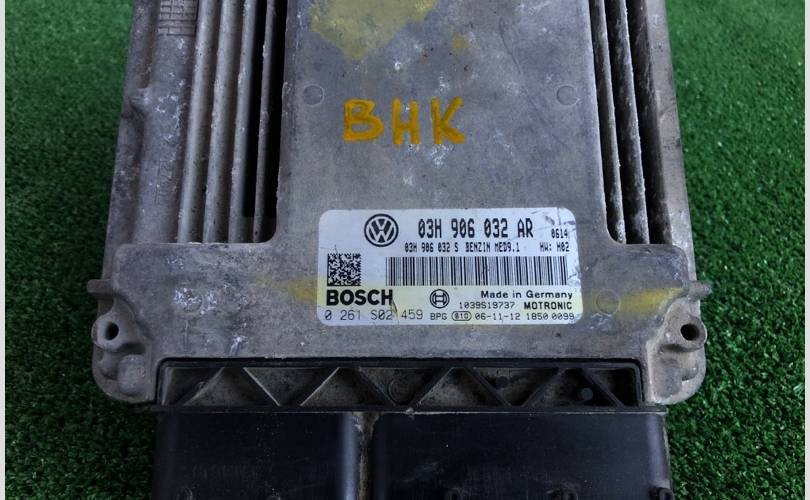 BHK
03H 906 032 AR 0614
03H 906 032 S BENZIN MED9.1 HW: H02
BOSCH Made in Germany
1039S19737 MOTRONIC
0 261 S02 459 BPG 810 06-11-12 1850 0099